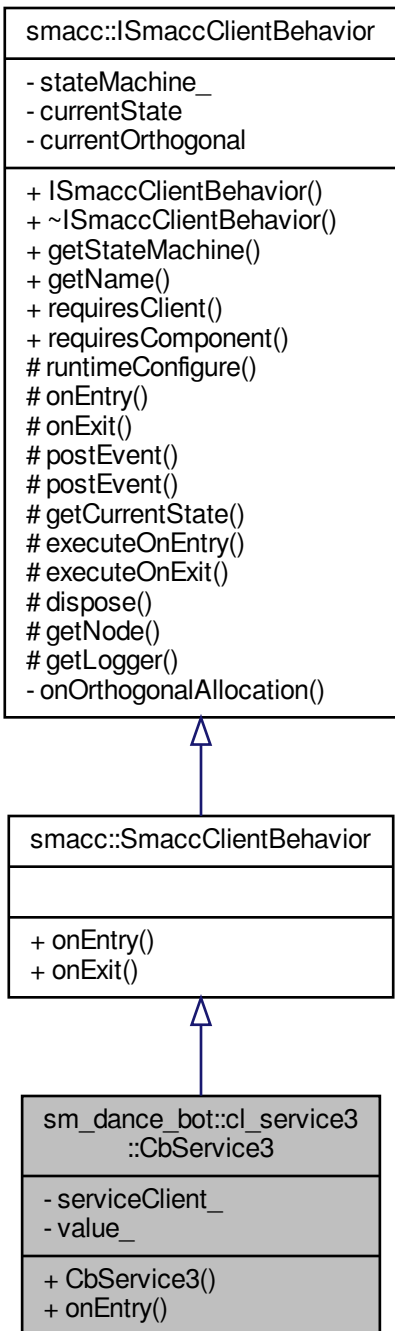 smacc::ISmaccClientBehavior
- stateMachine_
- currentState
- currentOrthogonal
+ ISmaccClientBehavior()
+ ~ISmaccClientBehavior()
+ getStateMachine()
+ getName()
+ requiresClient()
+ requiresComponent()
# runtimeConfigure()
# onEntry()
# onExit()
# postEvent()
# postEvent()
# getCurrentState()
# executeOnEntry()
# executeOnExit()
# dispose()
# getNode()
# getLogger()
- onOrthogonalAllocation()
smacc::SmaccClientBehavior
+ onEntry()
+ onExit()
sm_dance_bot::cl_service3
::CbService3
- serviceClient_
- value_
+ CbService3()
+ onEntry()